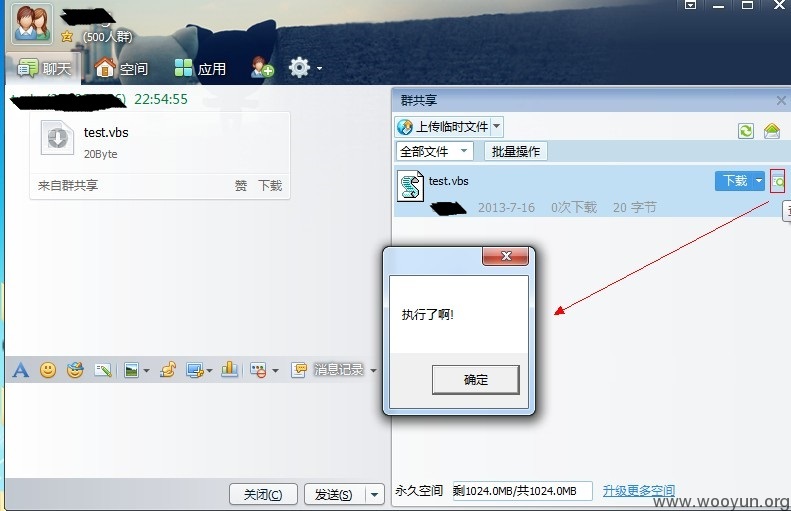 (500人群)
聊天 空间 应用
22:54:55
test.vbs
20Byte
来自群共享 赞 下载
消息记录
关闭(C) 发送(S)
群共享
上传临时文件
全部文件 批量操作
test.vbs 下载
2013-7-16 0次下载 20 字节
执行了啊!
确定
永久空间 剩1024.0MB/共1024.0MB 升级更多空间
www.wooyun.org